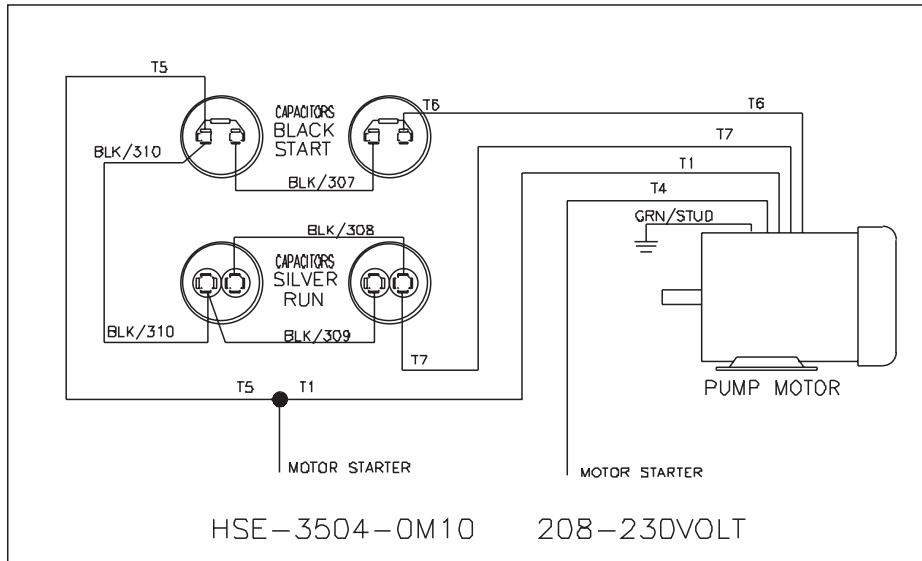 T5
CAPACITORS
BLACK
START
T6
T6
T7
BLK/310
T1
BLK/307
T4
GRN/STUD
BLK/308
CAPACITORS
SILVER
RUN
BLK/310
BLK/309
T7
T5
T1
PUMP MOTOR
MOTOR STARTER
MOTOR STARTER
HSE-3504-0M10
208-230VOLT